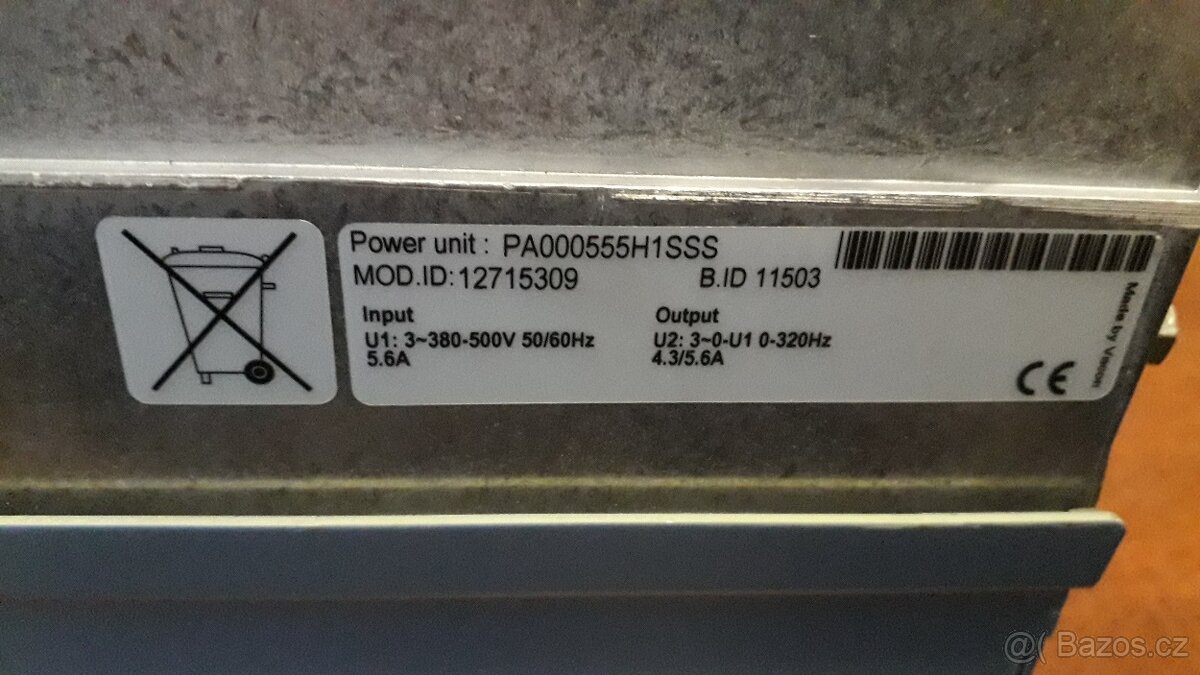 Power unit : PA000555H1SSS
MOD.ID: 12715309 B.ID 11503
Input
U1: 3~380-500V 50/60Hz
5.6A
Output
U2: 3~0-U1 0-320Hz
4.3/5.6A
CE
Made by Vacon
@( Bazos.cz